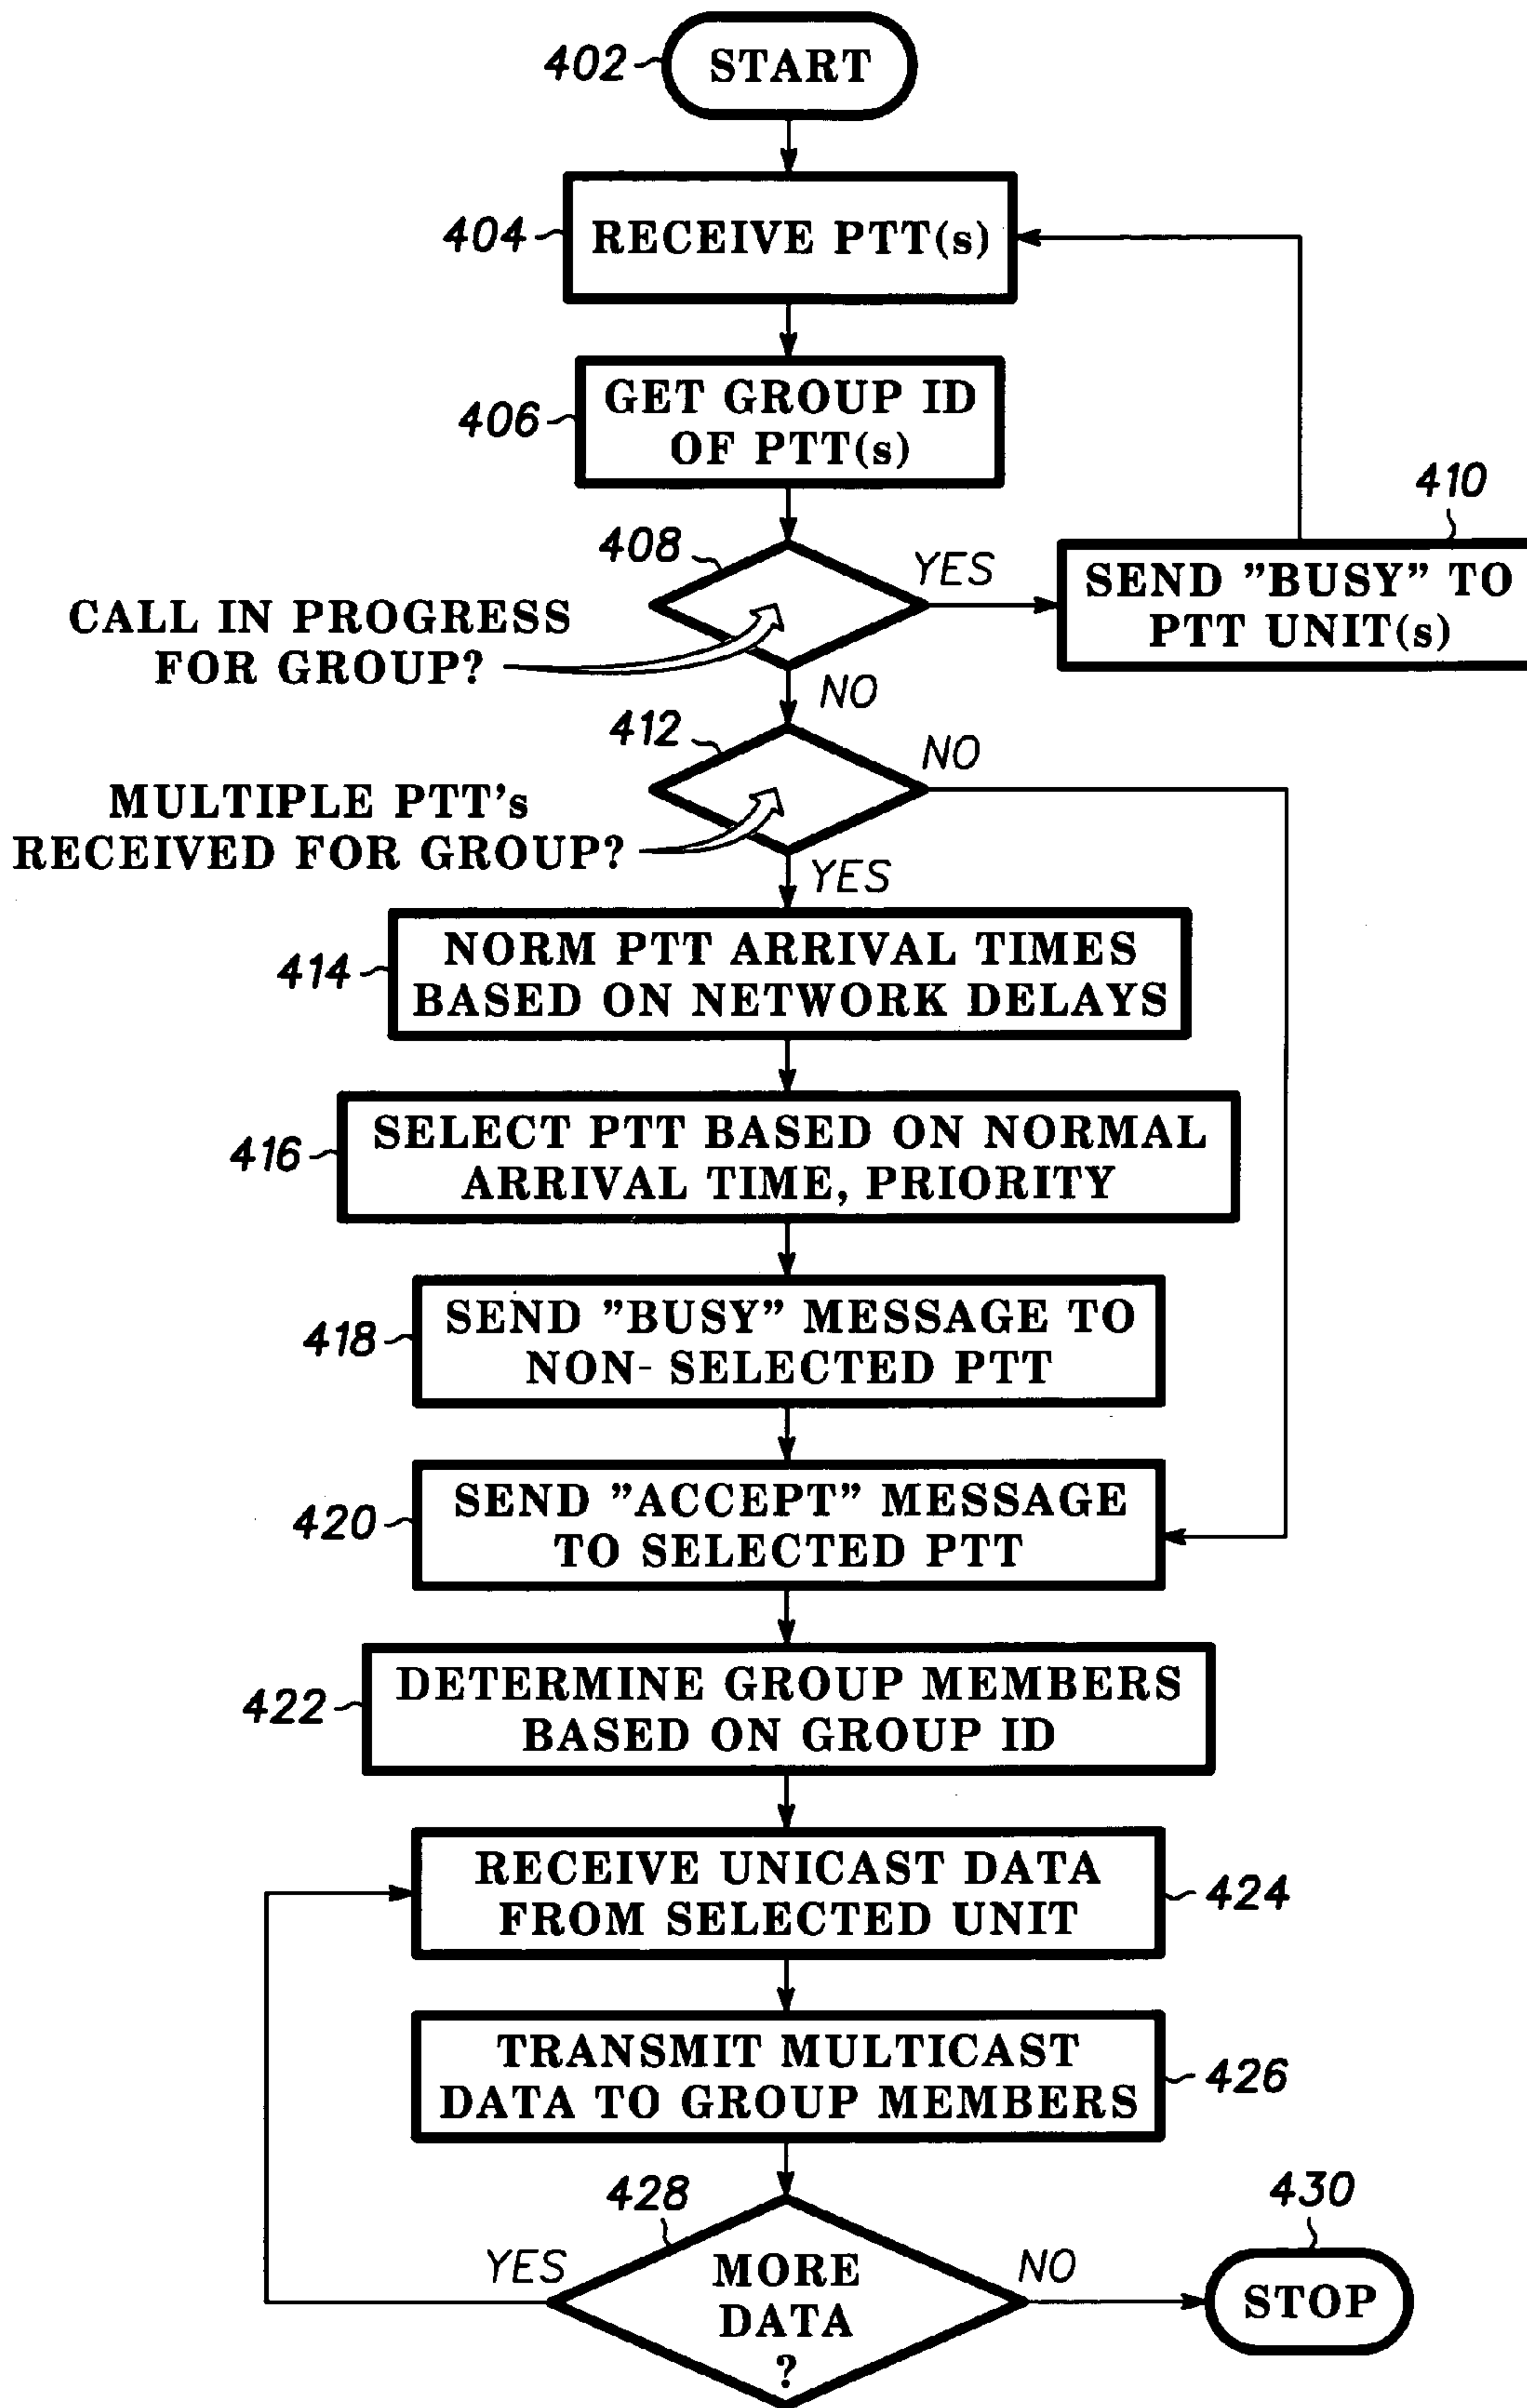 402
START
404
RECEIVE PTT(s)
406
GET GROUP ID
OF PTT(s)
410
408
YES
SEND "BUSY" TO
PTT UNIT(s)
CALL IN PROGRESS
FOR GROUP?
NO
412
NO
MULTIPLE PTT's
RECEIVED FOR GROUP?
YES
414
NORM PTT ARRIVAL TIMES
BASED ON NETWORK DELAYS
416
SELECT PTT BASED ON NORMAL
ARRIVAL TIME, PRIORITY
418
SEND "BUSY" MESSAGE TO
NON- SELECTED PTT
420
SEND "ACCEPT" MESSAGE
TO SELECTED PTT
422
DETERMINE GROUP MEMBERS
BASED ON GROUP ID
RECEIVE UNICAST DATA
FROM SELECTED UNIT
424
TRANSMIT MULTICAST
DATA TO GROUP MEMBERS
426
428
430
YES
MORE
DATA
?
NO
STOP